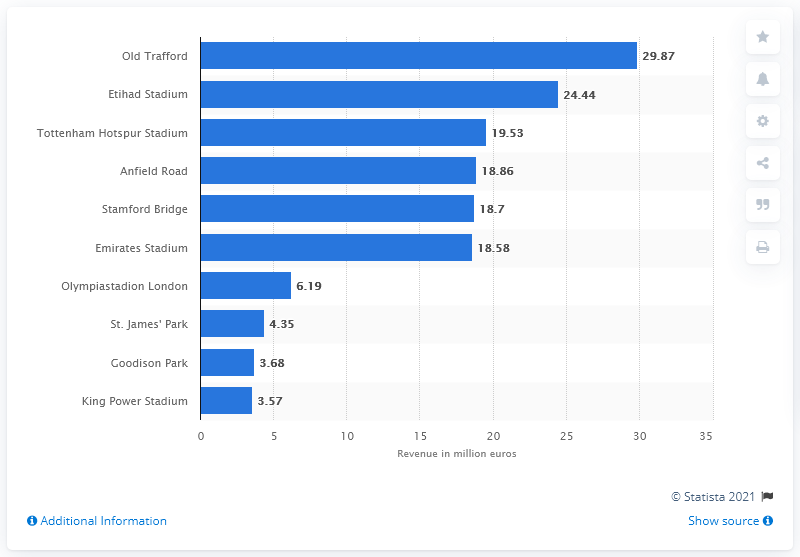 Old Trafford 29.87
Etihad Stadium 24.44
Tottenham Hotspur Stadium 19.53
Anfield Road 18.86
Stamford Bridge 18.7
Emirates Stadium 18.58
Olympiastadion London 6.19
St. James' Park 4.35
Goodison Park 3.68
King Power Stadium 3.57
0 5 10 15 20 25 30 35
Revenue in million euros
© Statista 2021
Additional Information Show source